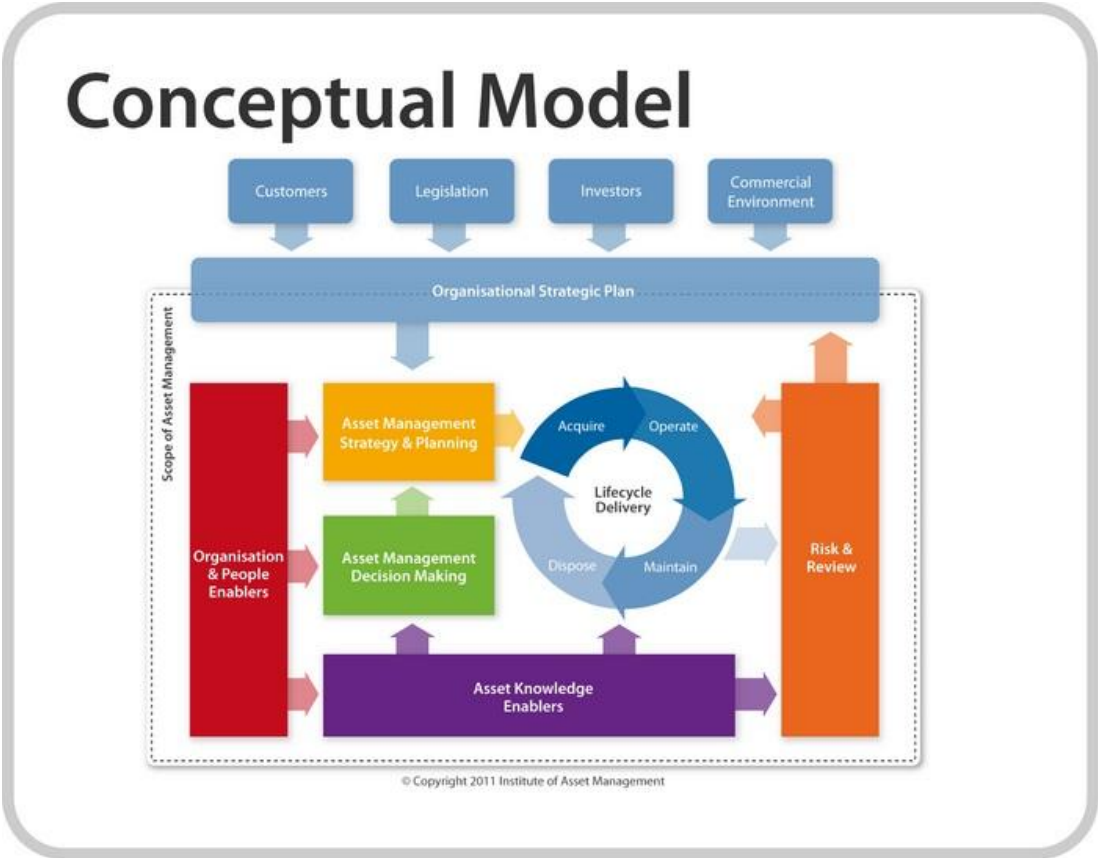 Conceptual Model
Customers
Legislation
Investors
Commercial
Environment
Organisational Strategic Plan
Scope of Asset Management
Asset Management
Strategy & Planning
Acquire
Operate
Lifecycle
Delivery
Organisation
& People
Enablers
Asset Management
Decision Making
Dispose
Maintain
Risk &
Review
Asset Knowledge
Enablers
© Copyright 2011 Institute of Asset Management